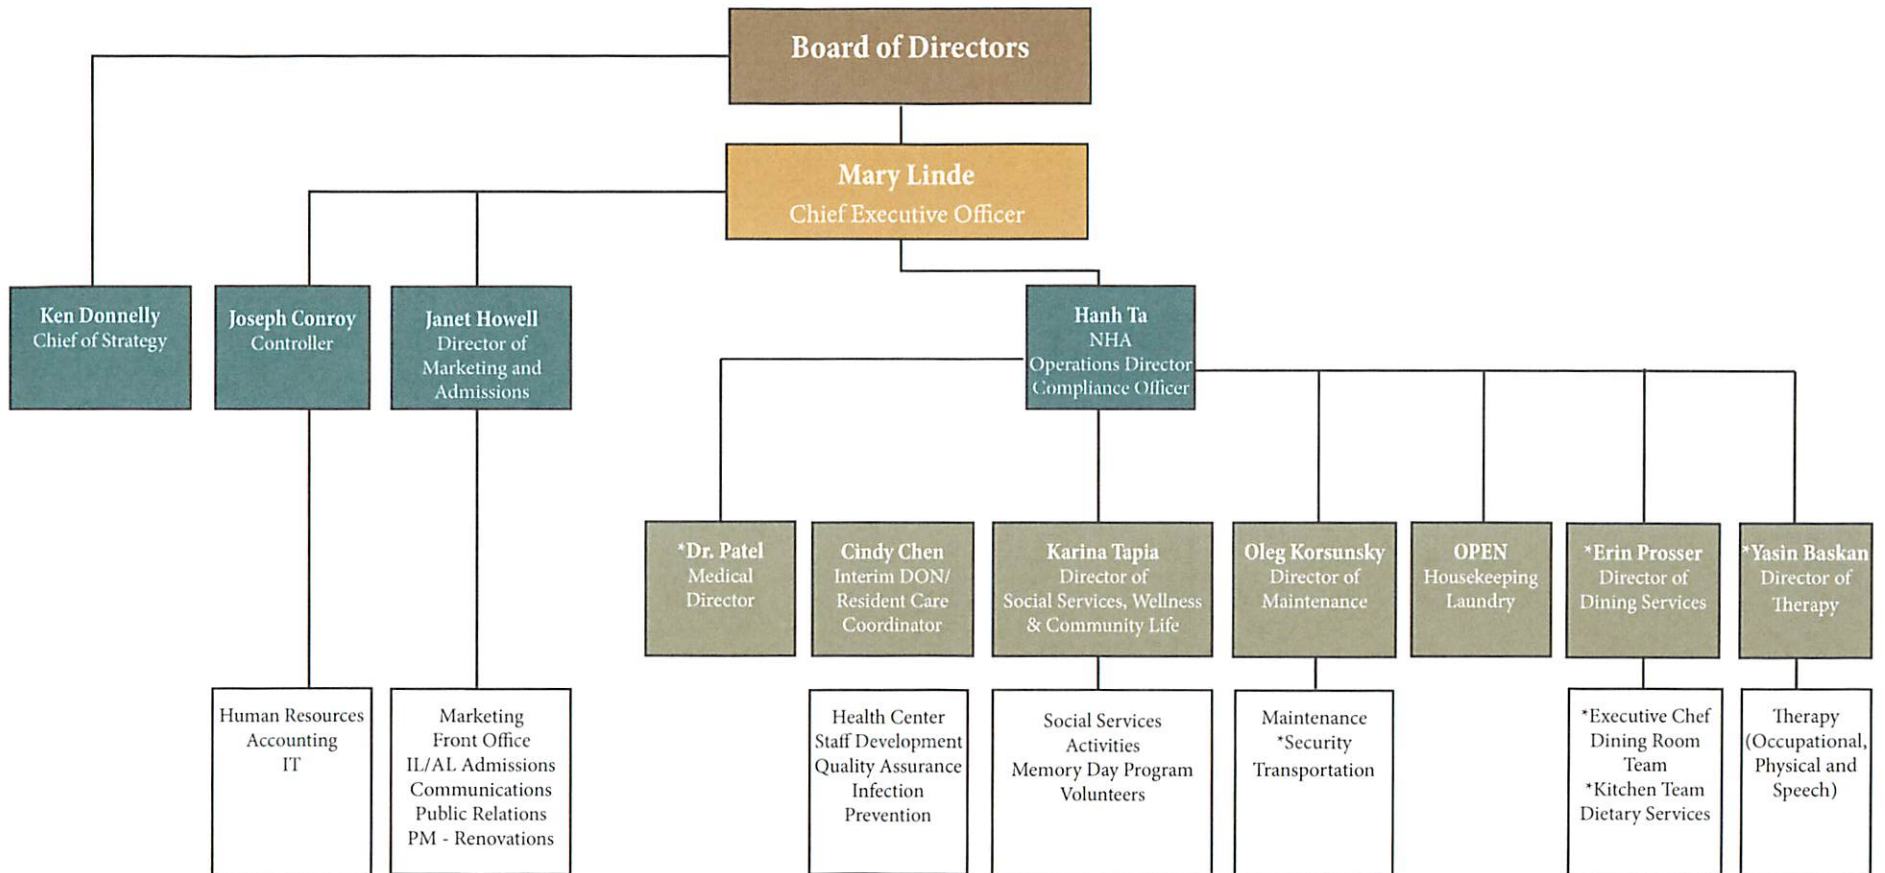 Board of Directors
Mary Linde
Chief Executive Officer
Ken Donnelly
Chief of Strategy
Joseph Conroy
Controller
Janet Howell
Director of
Marketing and
Admissions
Hanh Ta
NHA
Operations Director
Compliance Officer
*Dr. Patel
Medical
Director
Cindy Chen
Interim DON/
Resident Care
Coordinator
Karina Tapia
Director of
Social Services, Wellness
& Community Life
Oleg Korsunsky
Director of
Maintenance
OPEN
Housekeeping
Laundry
*Erin Prosser
Director of
Dining Services
*Yasin Baskan
Director of
Therapy
Human Resources
Accounting
IT
Marketing
Front Office
IL/AL Admissions
Communications
Public Relations
PM - Renovations
Health Center
Staff Development
Quality Assurance
Infection
Prevention
Social Services
Activities
Memory Day Program
Volunteers
Maintenance
*Security
Transportation
*Executive Chef
Dining Room
Team
*Kitchen Team
Dietary Services
Therapy
(Occupational,
Physical and
Speech)